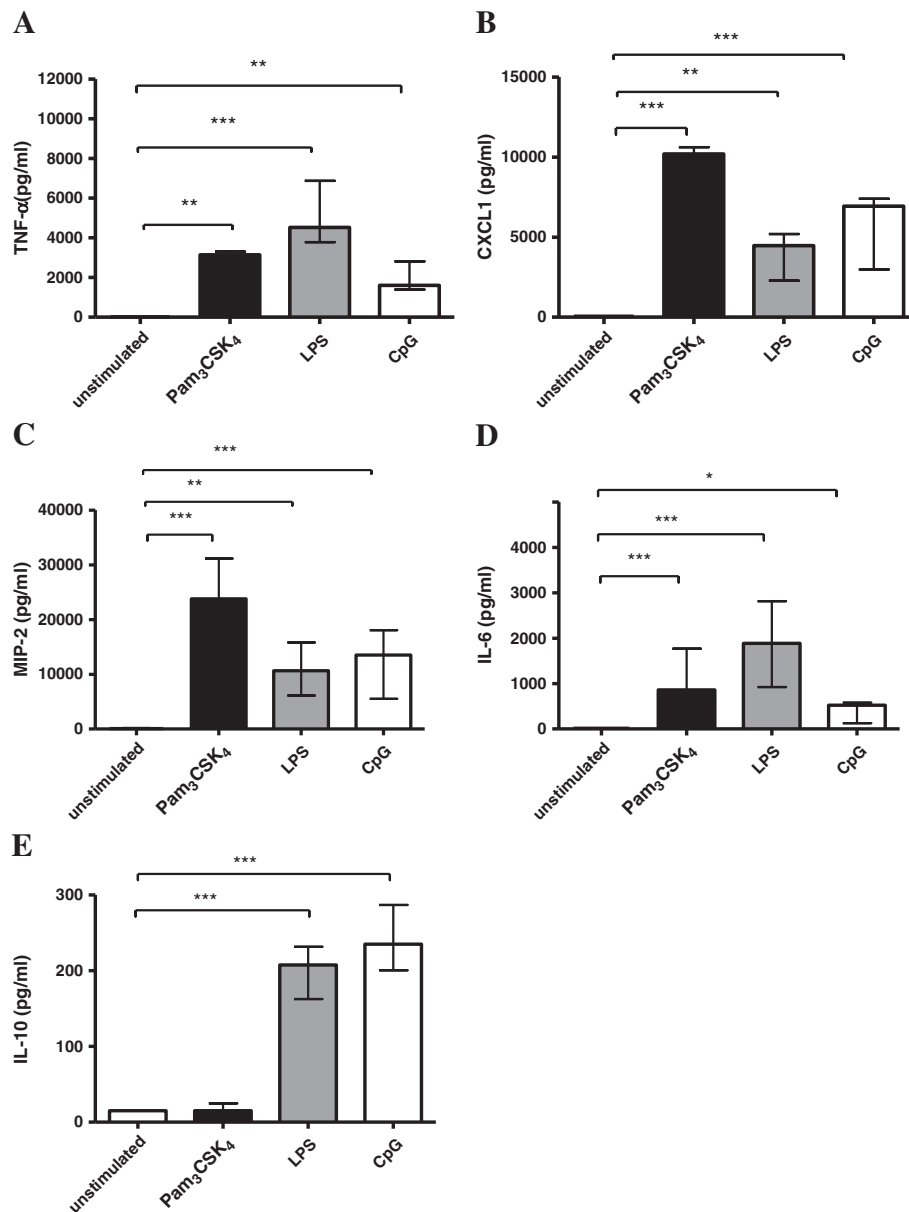 A
TNF-α(pg/ml)
12000
10000
8000
6000
4000
2000
0
**
***
**
unstimulated
Pam₃CSK₄
LPS
CpG
B
CXCL1 (pg/ml)
15000
10000
5000
0
***
**
***
unstimulated
Pam₃CSK₄
LPS
CpG
C
MIP-2 (pg/ml)
40000
30000
20000
10000
0
***
**
***
unstimulated
Pam₃CSK₄
LPS
CpG
D
IL-6 (pg/ml)
4000
2000
1000
0
*
***
***
unstimulated
Pam₃CSK₄
LPS
CpG
E
IL-10 (pg/ml)
300
200
100
0
***
***
unstimulated
Pam₃CSK₄
LPS
CpG